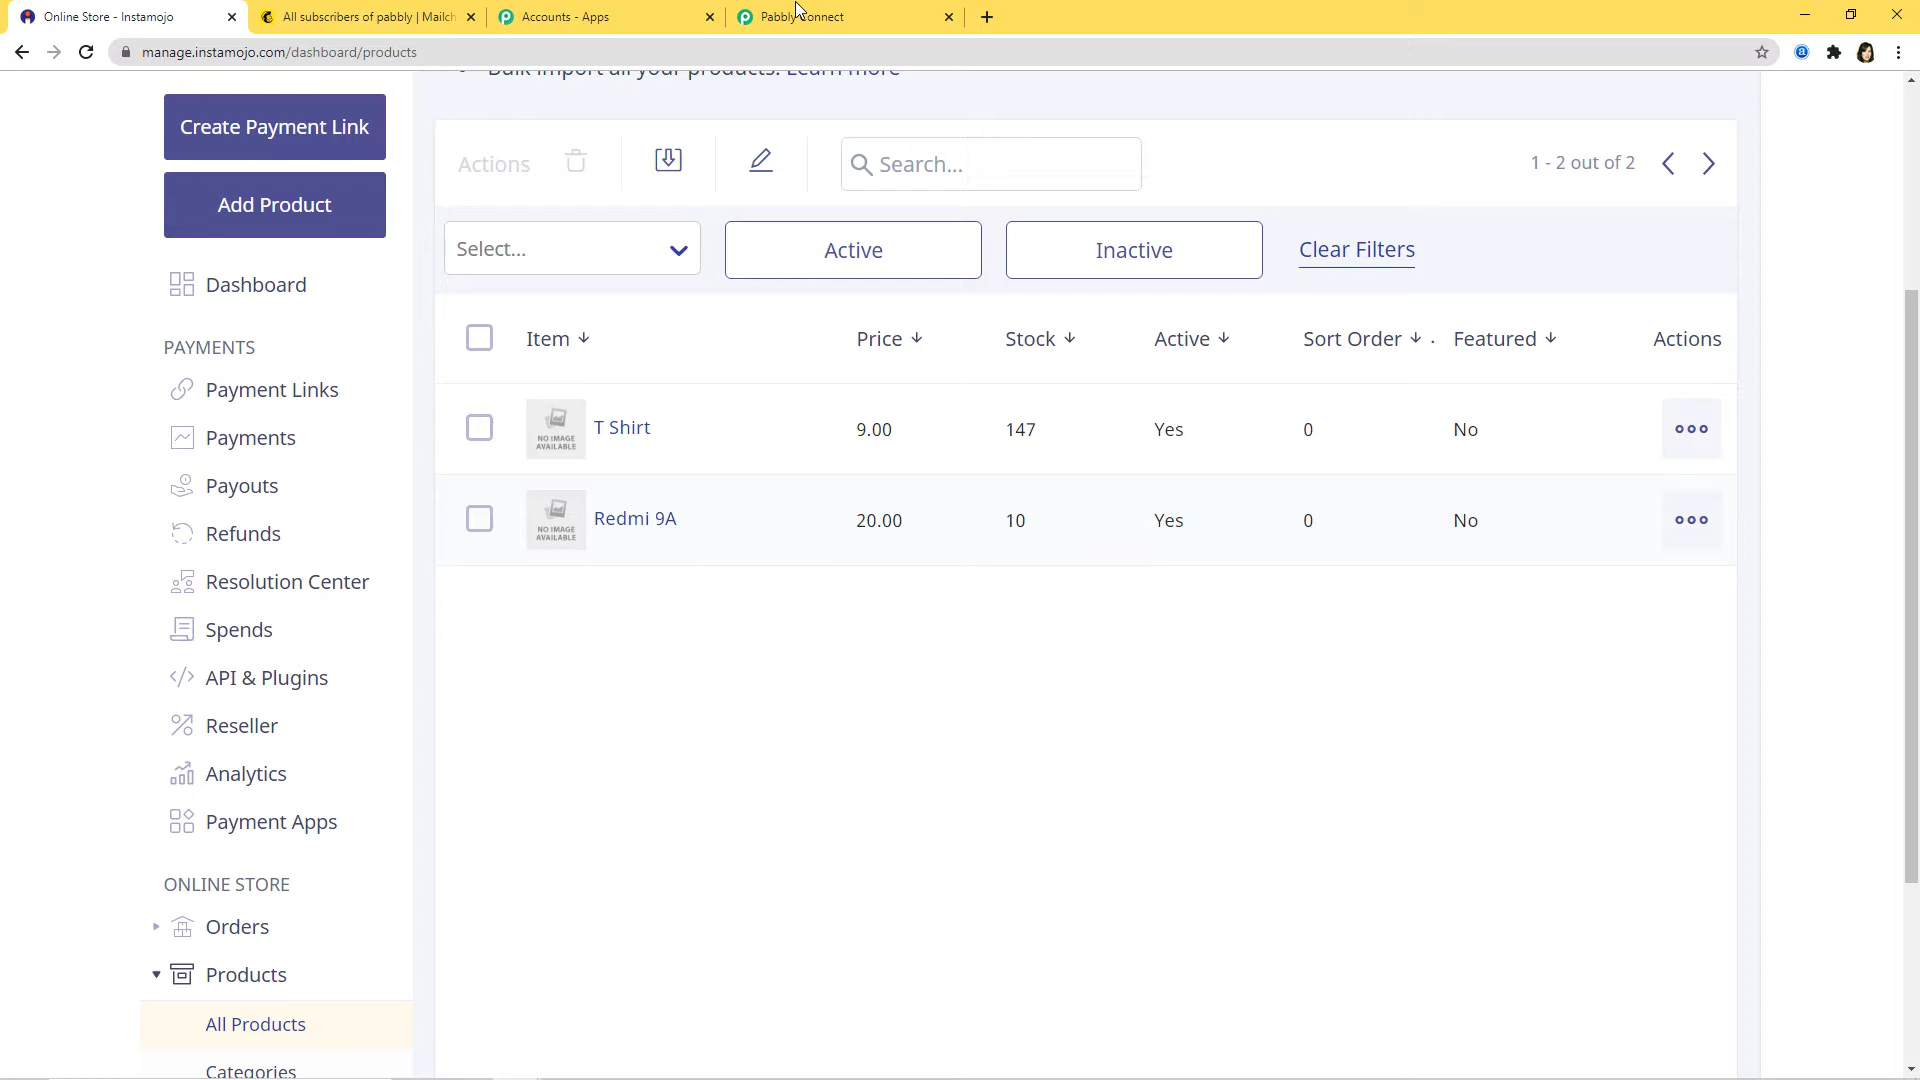 Online Store - Instamojo
All subscribers of pabbly | Mailch
Accounts - Apps
Pabbly Connect
manage.instamojo.com/dashboard/products
Bulk import all your products. Learn more
Create Payment Link
Add Product
Dashboard
PAYMENTS
Payment Links
Payments
Payouts
Refunds
Resolution Center
Spends
API & Plugins
Reseller
Analytics
Payment Apps
ONLINE STORE
Orders
Products
All Products
Categories
Actions
Search...
1 - 2 out of 2
Select...
Active
Inactive
Clear Filters
Item Price Stock Active Sort Order Featured Actions
NO IMAGE AVAILABLE T Shirt 9.00 147 Yes 0 No
NO IMAGE AVAILABLE Redmi 9A 20.00 10 Yes 0 No